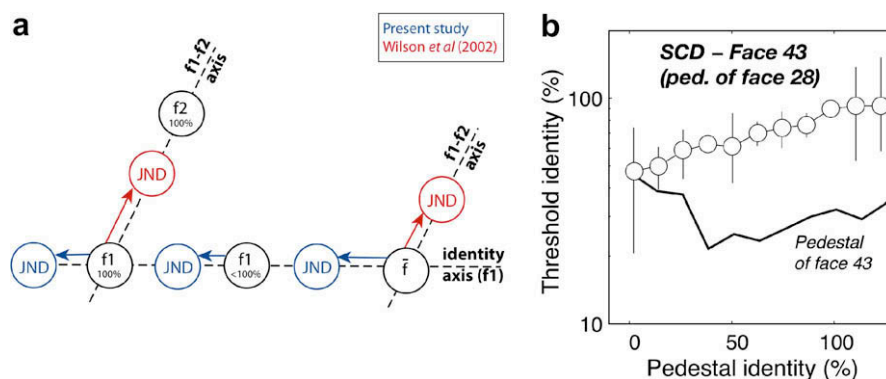 a
Present study
Wilson et al (2002)
f1-f2
axis
f2
100%
JND
f1-f2
axis
JND
JND
f1
100%
JND
f1
<100%
JND
f̄
identity
axis (f1)
b
SCD – Face 43
(ped. of face 28)
Threshold identity (%)
100
10
Pedestal
of face 43
0
50
100
Pedestal identity (%)